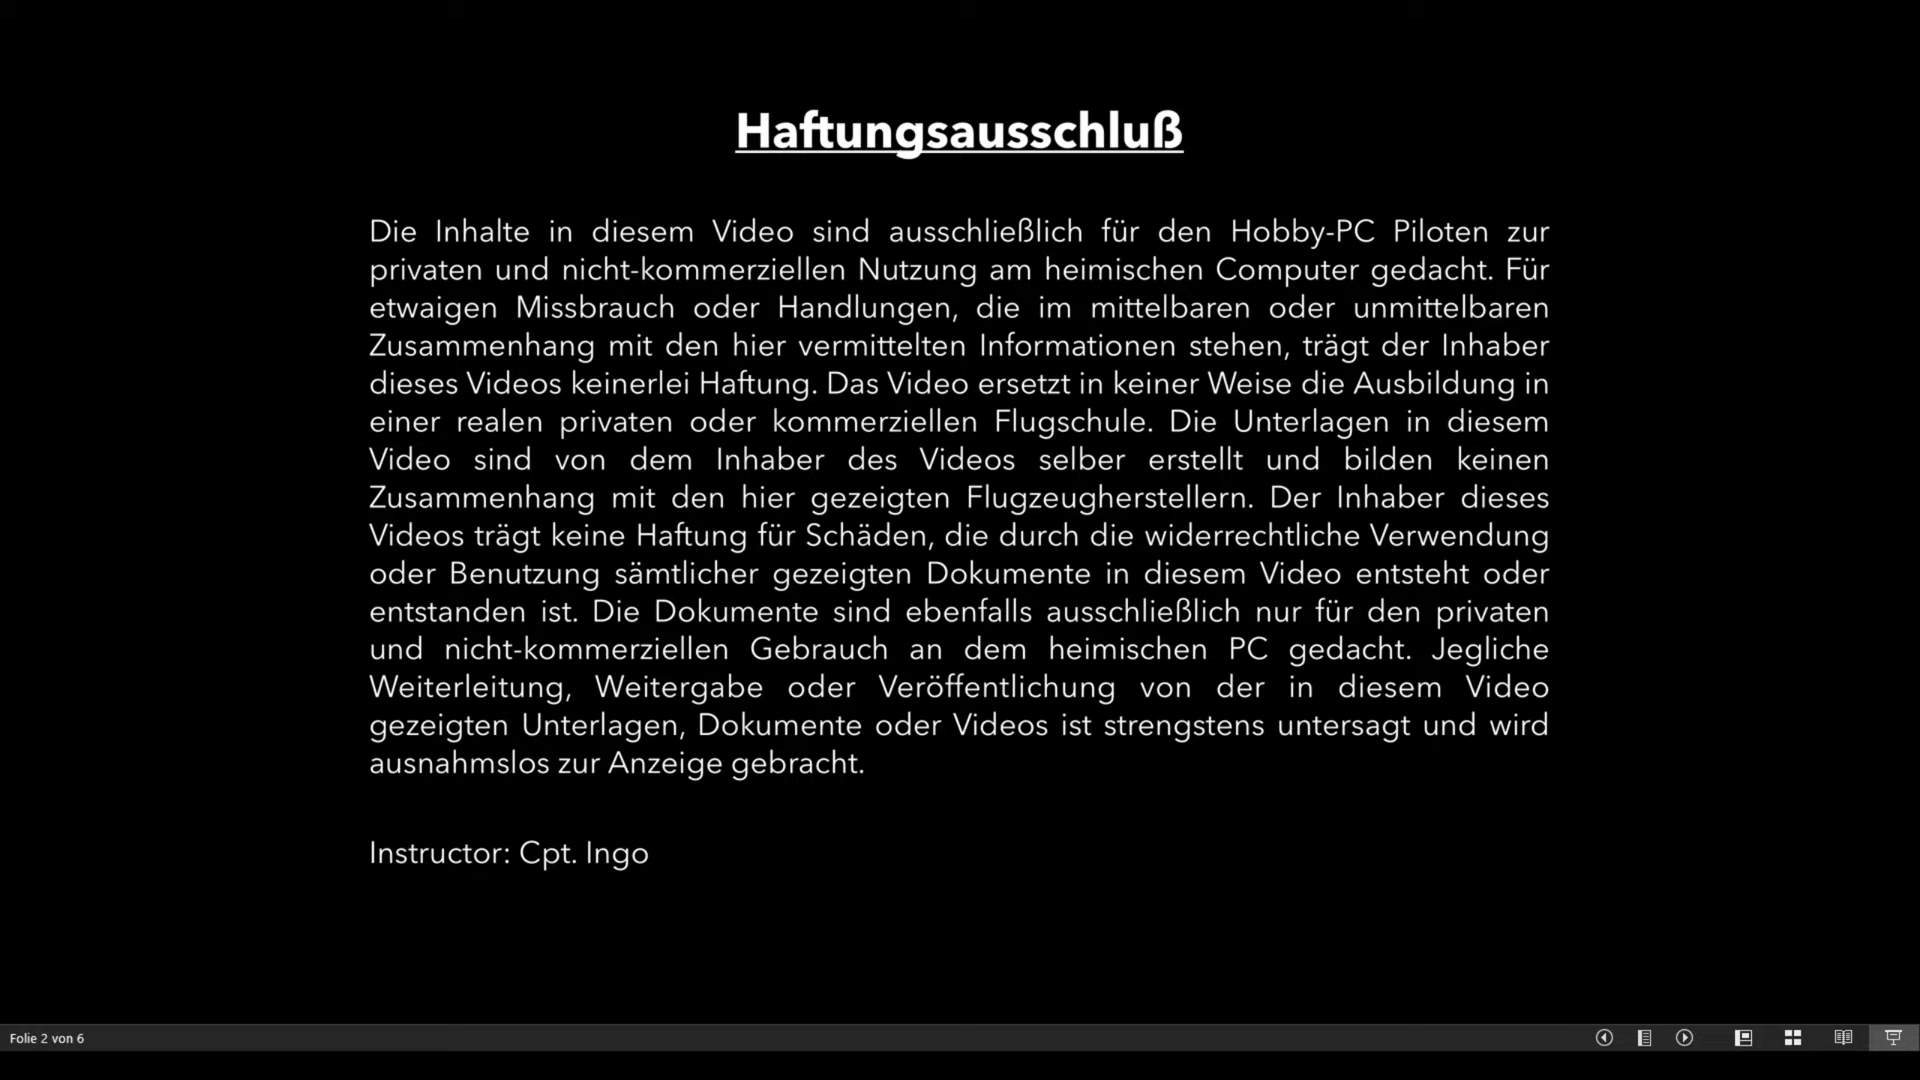 Haftungsausschluß
Die Inhalte in diesem Video sind ausschließlich für den Hobby-PC Piloten zur
privaten und nicht-kommerziellen Nutzung am heimischen Computer gedacht. Für
etwaigen Missbrauch oder Handlungen, die im mittelbaren oder unmittelbaren
Zusammenhang mit den hier vermittelten Informationen stehen, trägt der Inhaber
dieses Videos keinerlei Haftung. Das Video ersetzt in keiner Weise die Ausbildung in
einer realen privaten oder kommerziellen Flugschule. Die Unterlagen in diesem
Video sind von dem Inhaber des Videos selber erstellt und bilden keinen
Zusammenhang mit den hier gezeigten Flugzeugherstellern. Der Inhaber dieses
Videos trägt keine Haftung für Schäden, die durch die widerrechtliche Verwendung
oder Benutzung sämtlicher gezeigten Dokumente in diesem Video entsteht oder
entstanden ist. Die Dokumente sind ebenfalls ausschließlich nur für den privaten
und nicht-kommerziellen Gebrauch an dem heimischen PC gedacht. Jegliche
Weiterleitung, Weitergabe oder Veröffentlichung von der in diesem Video
gezeigten Unterlagen, Dokumente oder Videos ist strengstens untersagt und wird
ausnahmslos zur Anzeige gebracht.
Instructor: Cpt. Ingo
Folie 2 von 6